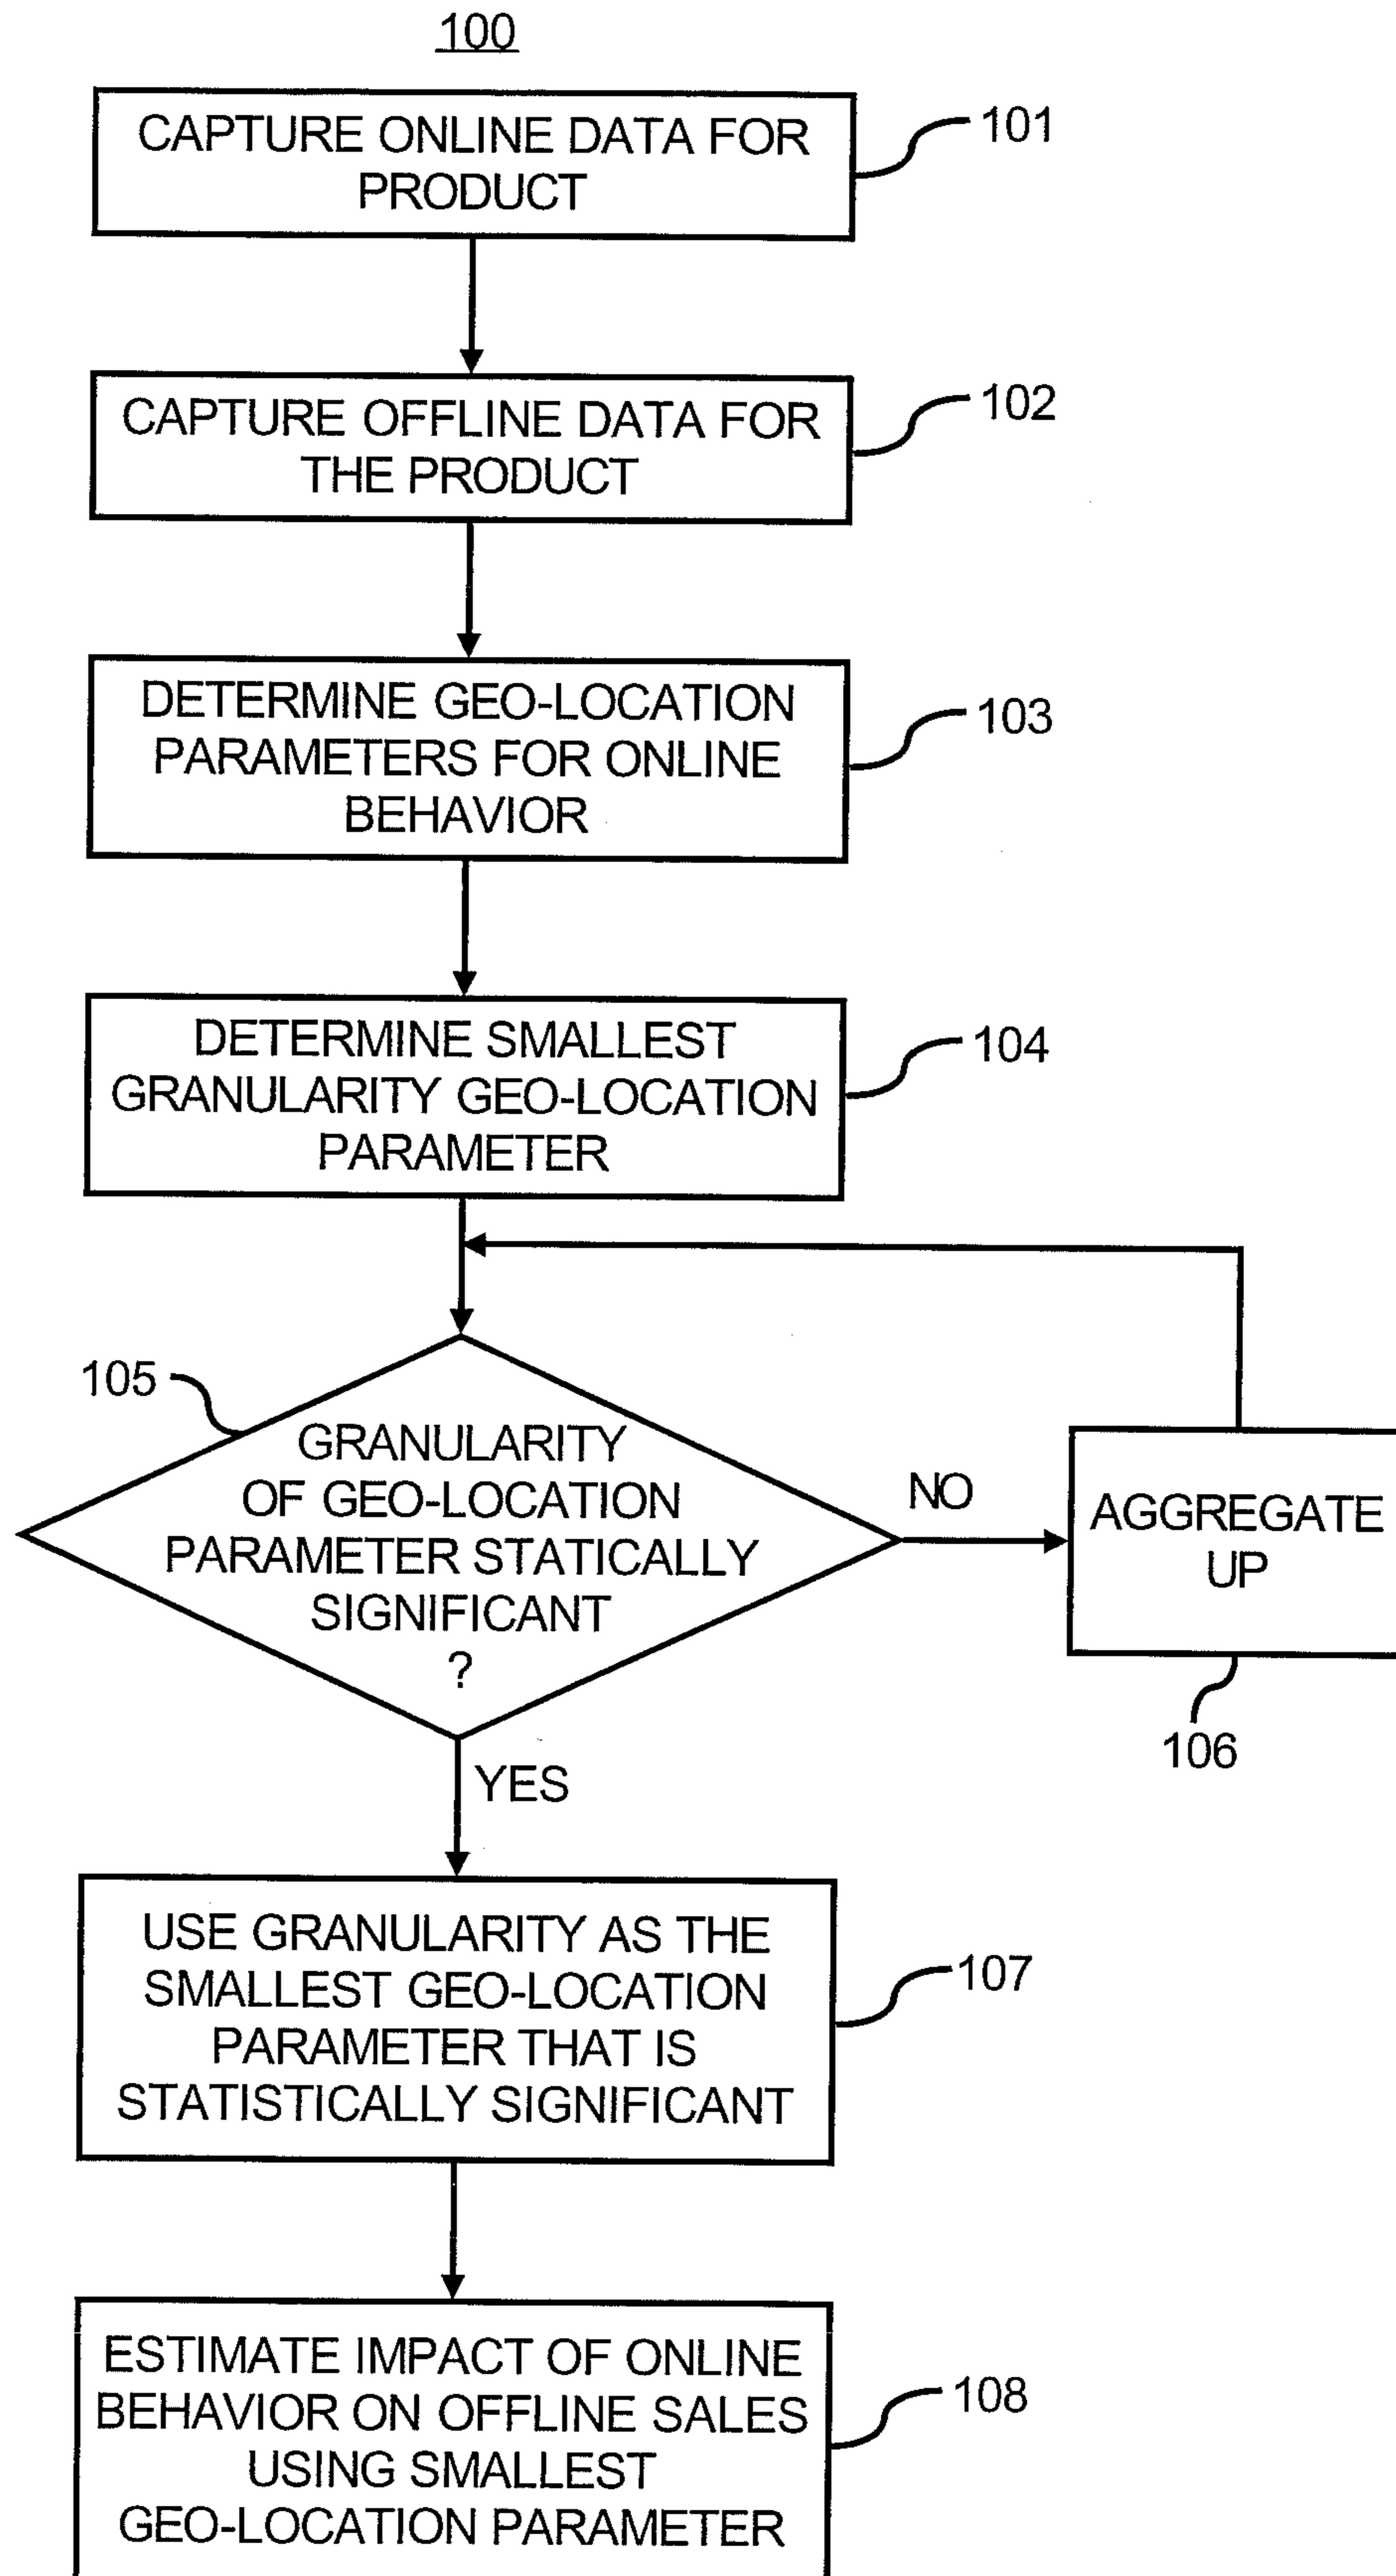 100
CAPTURE ONLINE DATA FOR
PRODUCT
101
CAPTURE OFFLINE DATA FOR
THE PRODUCT
102
DETERMINE GEO-LOCATION
PARAMETERS FOR ONLINE
BEHAVIOR
103
DETERMINE SMALLEST
GRANULARITY GEO-LOCATION
PARAMETER
104
105
GRANULARITY
OF GEO-LOCATION
PARAMETER STATICALLY
SIGNIFICANT
?
NO
AGGREGATE
UP
106
YES
USE GRANULARITY AS THE
SMALLEST GEO-LOCATION
PARAMETER THAT IS
STATISTICALLY SIGNIFICANT
107
ESTIMATE IMPACT OF ONLINE
BEHAVIOR ON OFFLINE SALES
USING SMALLEST
GEO-LOCATION PARAMETER
108